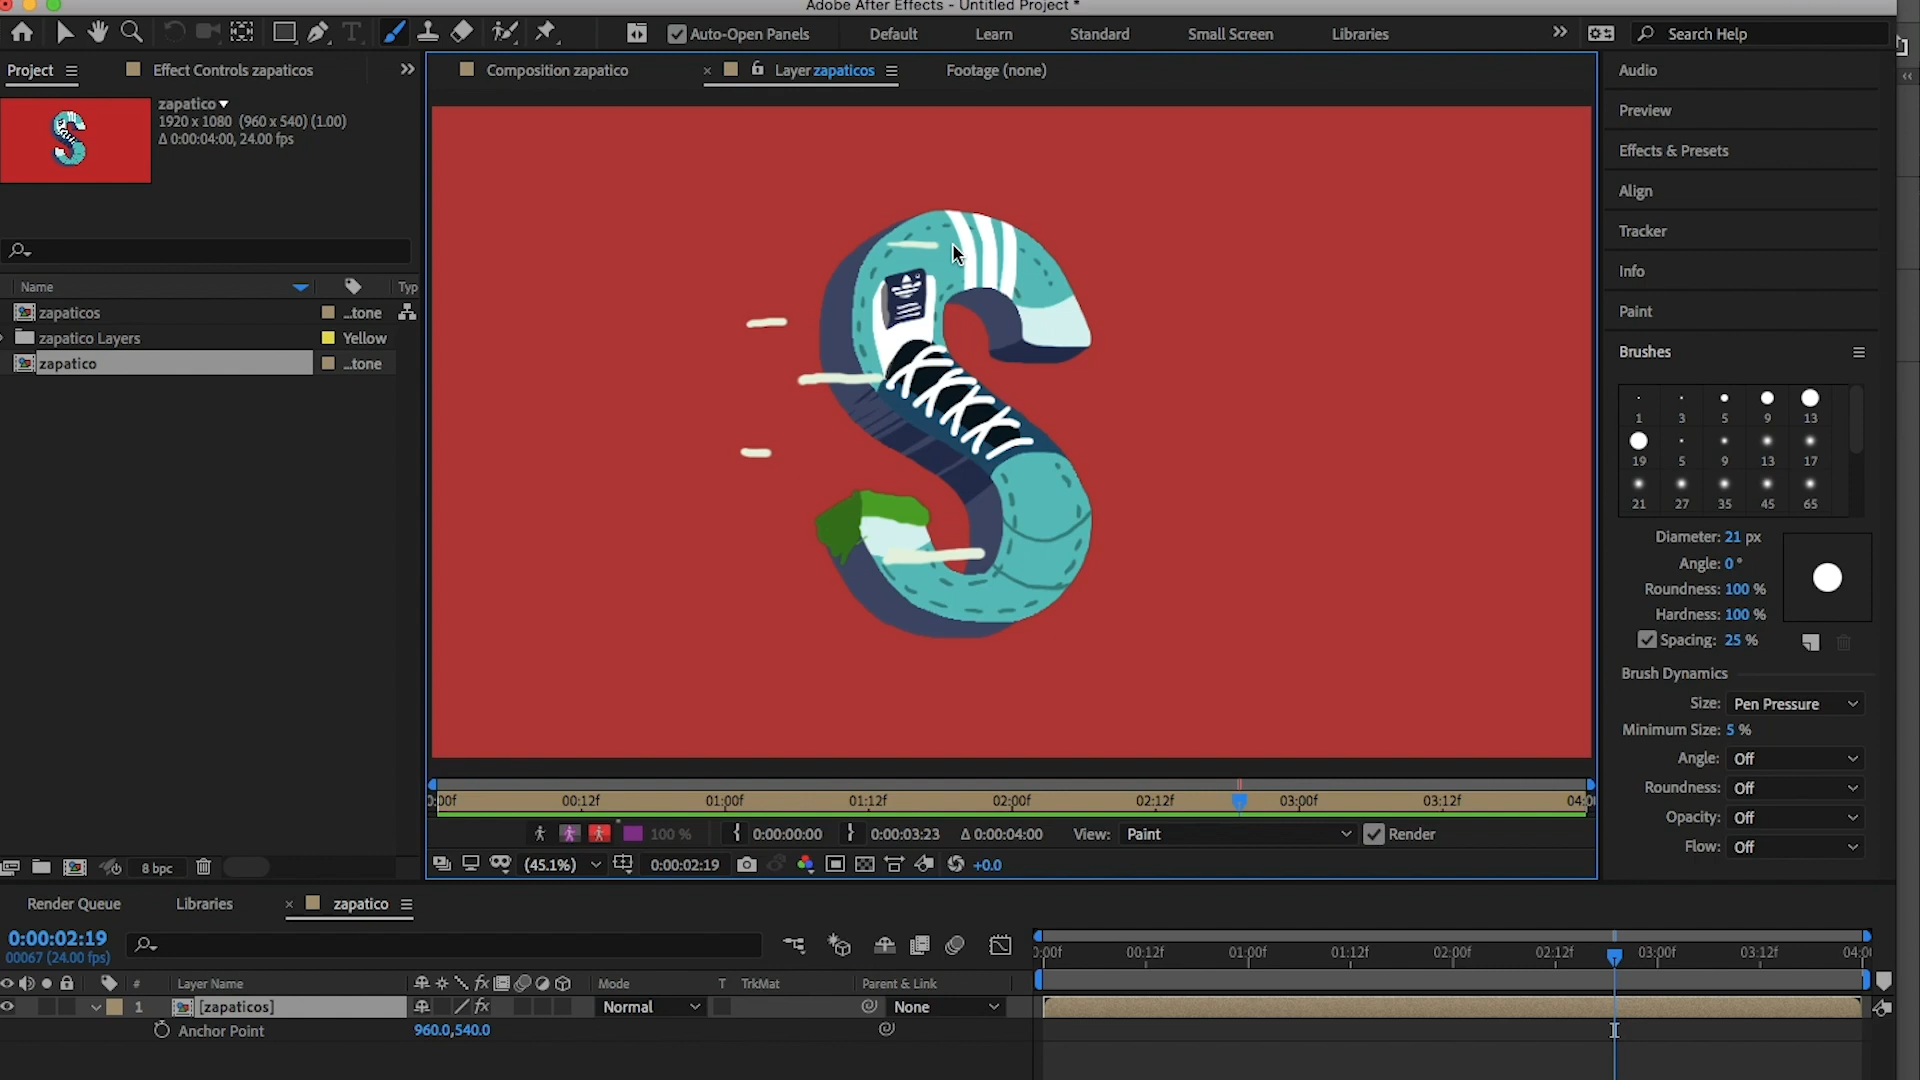 Adobe After Effects - Untitled Project *
Auto-Open Panels
Default
Learn
Standard
Small Screen
Libraries
Search Help
Project
Effect Controls zapaticos
Composition zapatico
Layer zapaticos
Footage (none)
zapatico
1920 x 1080 (960 x 540) (1.00)
Δ 0:00:04:00, 24.00 fps
Name
Typ
zapaticos
...tone
zapatico Layers
Yellow
zapatico
...tone
8 bpc
0:00f
00:12f
01:00f
01:12f
02:00f
02:12f
03:00f
03:12f
04:0
100 %
0:00:00:00
0:00:03:23
Δ 0:00:04:00
View: Paint
Render
(45.1%)
0:00:02:19
+0.0
Audio
Preview
Effects & Presets
Align
Tracker
Info
Paint
Brushes
1 3 5 9 13
19 5 9 13 17
21 27 35 45 65
Diameter: 21 px
Angle: 0 °
Roundness: 100 %
Hardness: 100 %
Spacing: 25 %
Brush Dynamics
Size: Pen Pressure
Minimum Size: 5 %
Angle: Off
Roundness: Off
Opacity: Off
Flow: Off
Render Queue
Libraries
zapatico
0:00:02:19
00067 (24.00 fps)
# Layer Name
Mode
T TrkMat
Parent & Link
1 [zapaticos]
Normal
None
Anchor Point
960.0,540.0
0:00f
00:12f
01:00f
01:12f
02:00f
02:12f
03:00f
03:12f
04:0